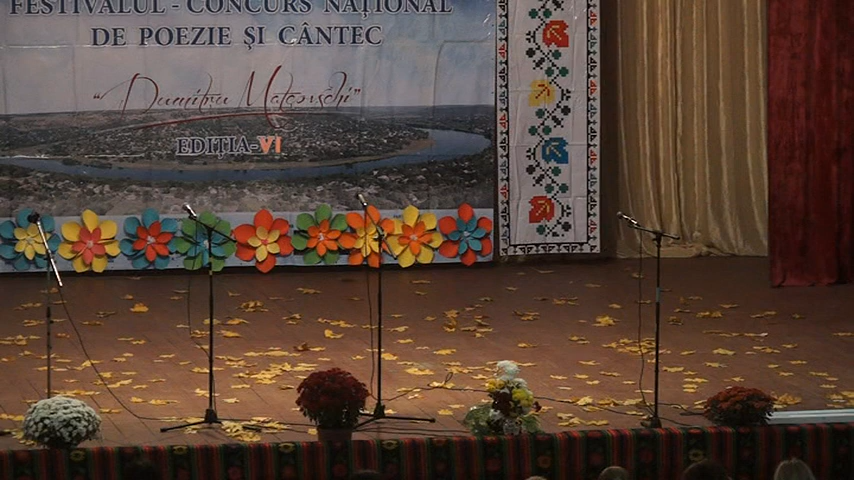 FESTIVALUL - CONCURS NAȚIONAL
DE POEZIE ȘI CÂNTEC
"Dumitru Matcovschi"
EDIȚIA-VI